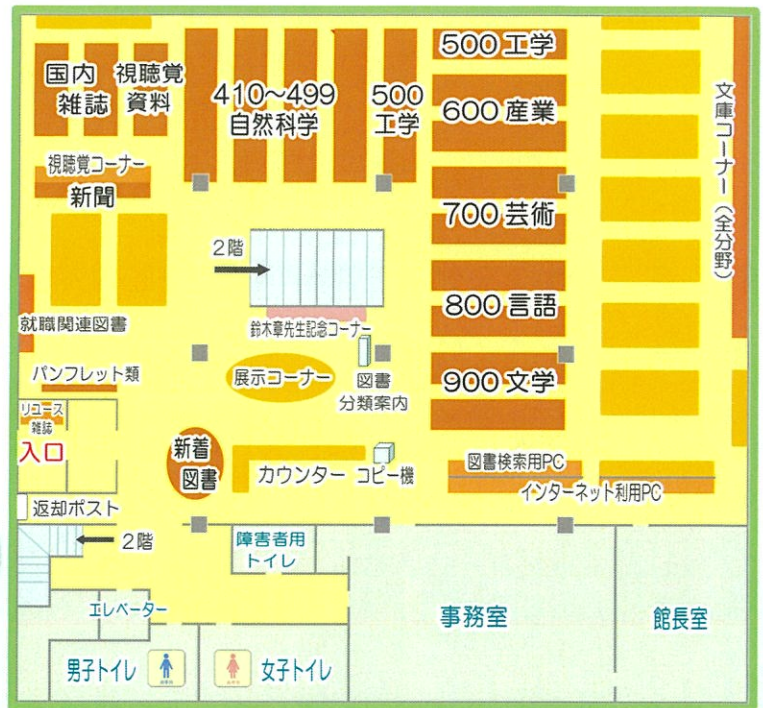 国内
雑誌
視聴覚
資料
410～499
自然科学
500
工学
500 工学
600 産業
文庫コーナー（全分野）
視聴覚コーナー
新聞
700 芸術
2階
800 言語
就職関連図書
鈴木章先生記念コーナー
パンフレット類
展示コーナー
図書
分類案内
900 文学
リユース
雑誌
入口
新着
図書
カウンター
コピー機
図書検索用PC
インターネット利用PC
返却ポスト
2階
障害者用
トイレ
エレベーター
事務室
館長室
男子トイレ
女子トイレ